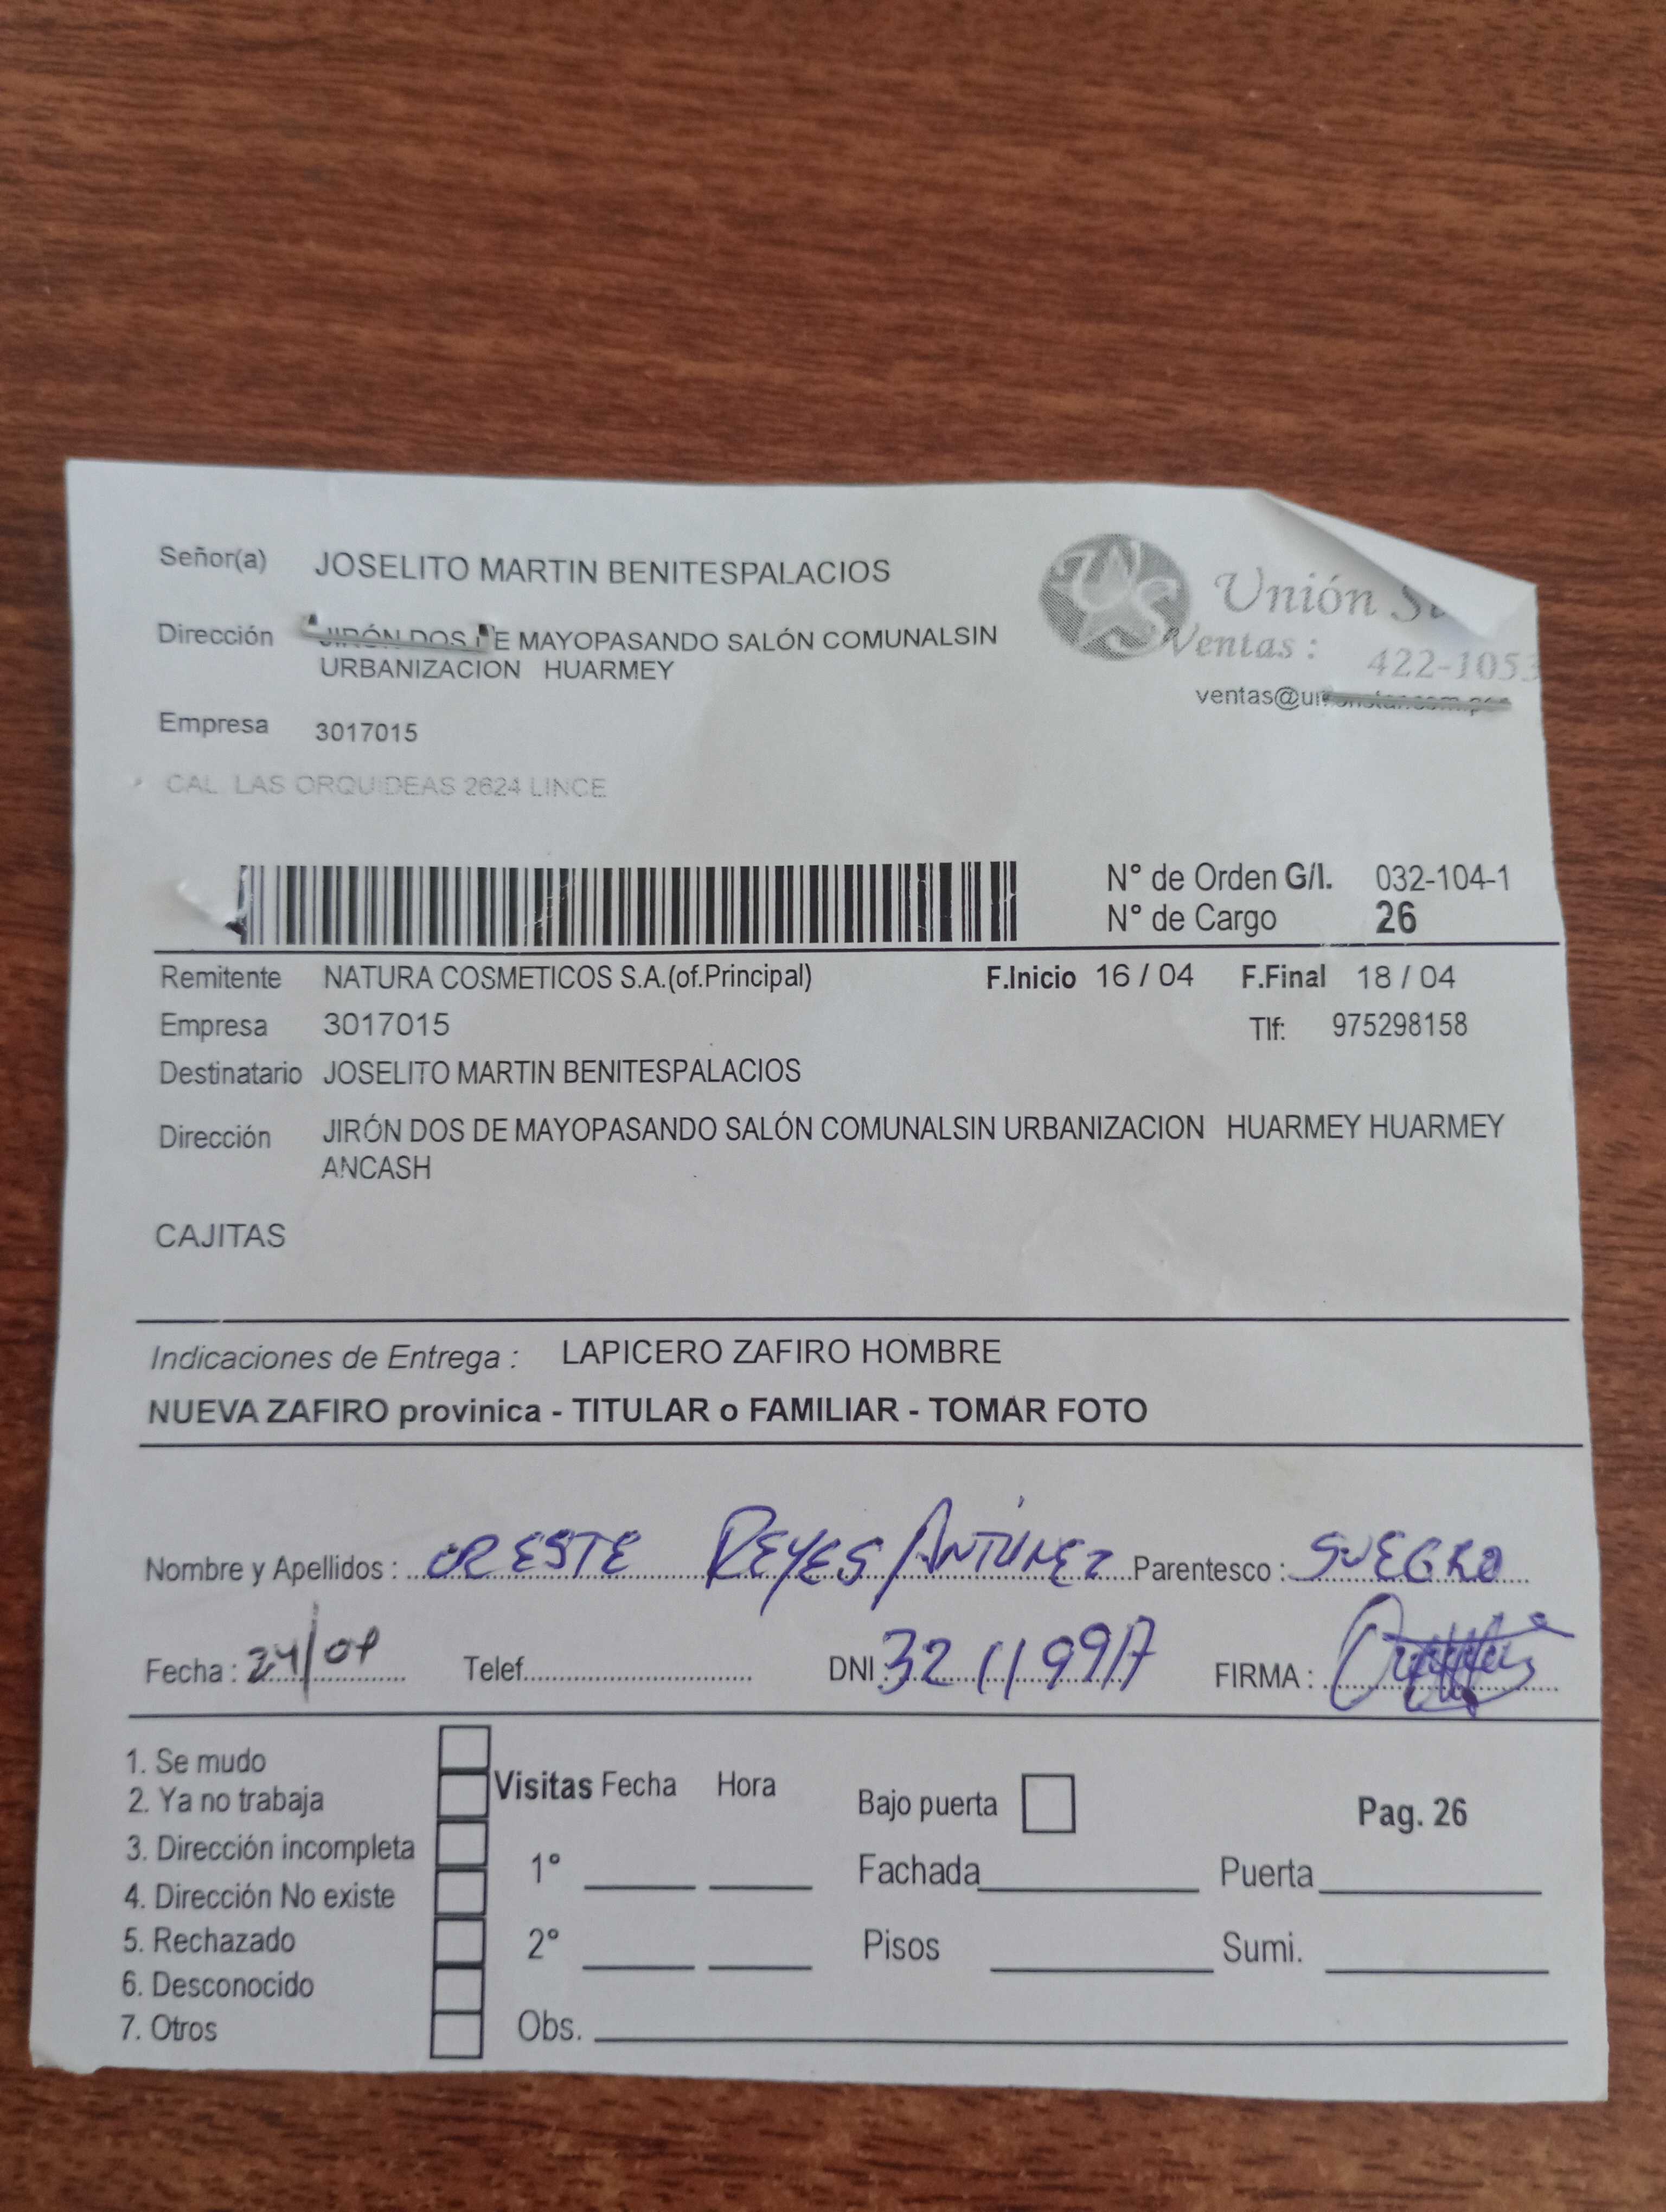 Señor(a) JOSELITO MARTIN BENITESPALACIOS
Unión
Dirección JIRÓN DOS DE MAYOPASANDO SALÓN COMUNALSIN
Ventas : 422-1053
URBANIZACION HUARMEY
Empresa 3017015
CAL. LAS ORQUIDEAS 2624 LINCE
N° de Orden G/I. 032-104-1
N° de Cargo 26
Remitente NATURA COSMETICOS S.A.(of.Principal) F.Inicio 16 / 04 F.Final 18 / 04
Empresa 3017015 Tlf: 975298158
Destinatario JOSELITO MARTIN BENITESPALACIOS
Dirección JIRÓN DOS DE MAYOPASANDO SALÓN COMUNALSIN URBANIZACION HUARMEY HUARMEY
ANCASH
CAJITAS
Indicaciones de Entrega : LAPICERO ZAFIRO HOMBRE
NUEVA ZAFIRO provinica - TITULAR o FAMILIAR - TOMAR FOTO
Nombre y Apellidos : ORESTE REYES ANTUNEZ Parentesco : SUEGRO
Fecha : 24/04 Telef. DNI FIRMA :
1. Se mudo
2. Ya no trabaja
3. Dirección incompleta
4. Dirección No existe
5. Rechazado
6. Desconocido
7. Otros
Visitas Fecha Hora
1°
2°
Obs.
Bajo puerta Pag. 26
Fachada Puerta
Pisos Sumi.